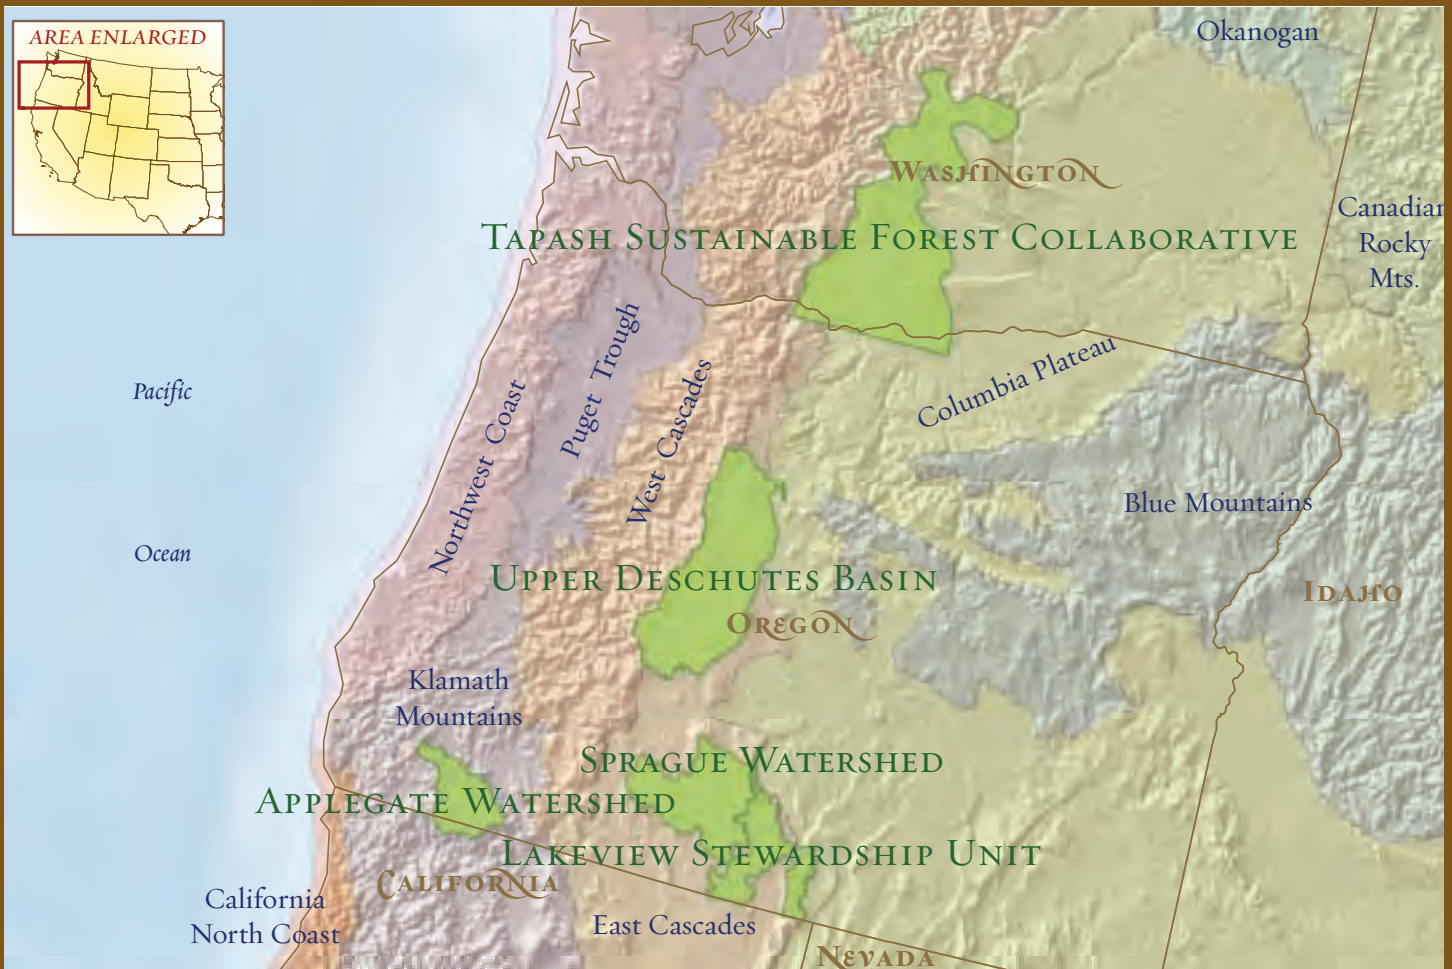 AREA ENLARGED
Okanogan
Washington
Canadian
Rocky
Mts.
Tapash Sustainable Forest Collaborative
Pacific
Ocean
Northwest Coast
Puget Trough
West Cascades
Columbia Plateau
Blue Mountains
Upper Deschutes Basin
Oregon
Idaho
Klamath
Mountains
Sprague Watershed
Applegate Watershed
Lakeview Stewardship Unit
California
California
North Coast
East Cascades
Nevada